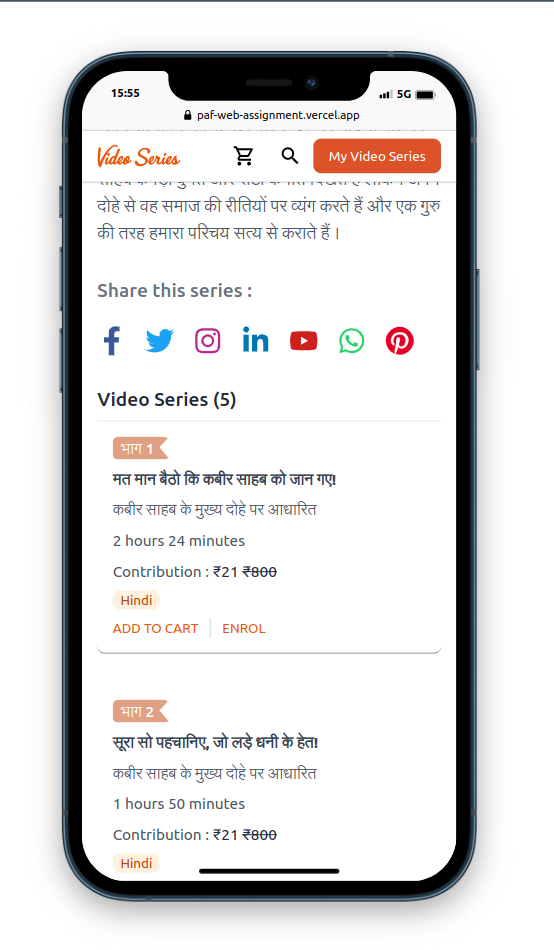 15:55
5G
paf-web-assignment.vercel.app
Video Series
My Video Series
दोहे से वह समाज की रीतियों पर व्यंग करते हैं और एक गुरु
की तरह हमारा परिचय सत्य से कराते हैं ।
Share this series :
Video Series (5)
भाग 1
मत मान बैठो कि कबीर साहब को जान गए!
कबीर साहब के मुख्य दोहे पर आधारित
2 hours 24 minutes
Contribution : ₹21 ₹800
Hindi
ADD TO CART
ENROL
भाग 2
सूरा सो पहचानिए, जो लड़े धनी के हेत!
कबीर साहब के मुख्य दोहे पर आधारित
1 hours 50 minutes
Contribution : ₹21 ₹800
Hindi